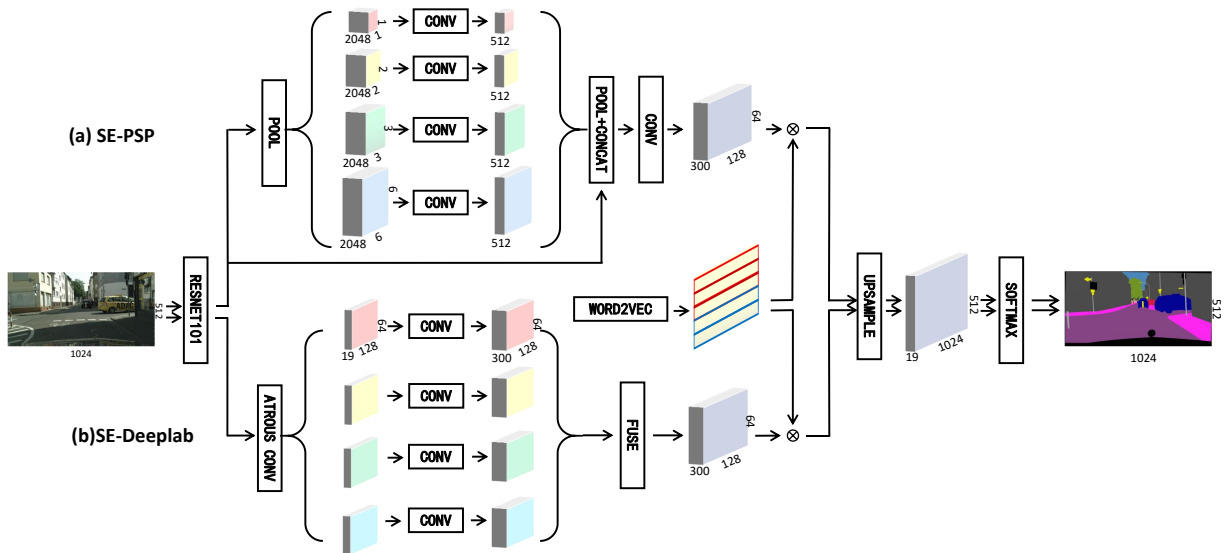 (a) SE-PSP
POOL
2048
1
1
CONV
512
2048
2
2
CONV
512
2048
3
3
CONV
512
2048
6
6
CONV
512
POOL+CONCAT
CONV
300
128
64
⊗
512
1024
RESNET101
WORD2VEC
UPSAMPLE
19
1024
512
SOFTMAX
512
1024
(b)SE-Deeplab
ATROUS CONV
19
128
64
CONV
300
128
64
CONV
CONV
CONV
FUSE
300
128
64
⊗